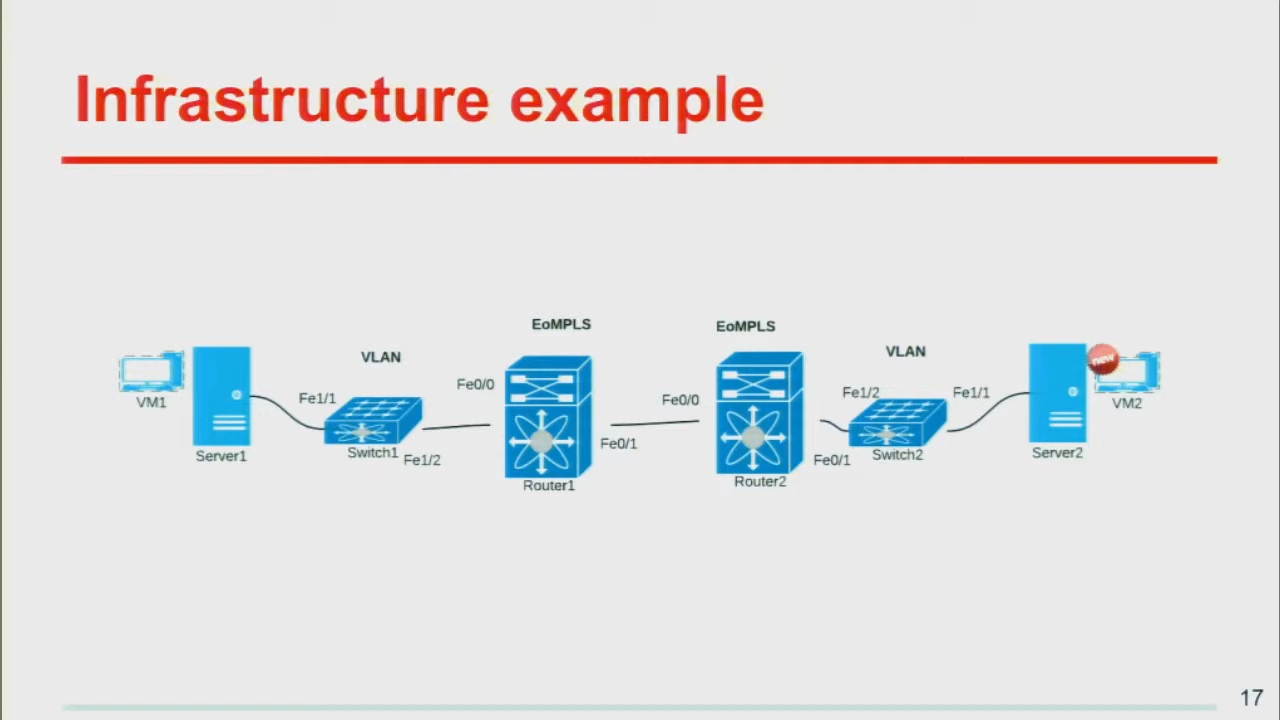 Infrastructure example
EoMPLS
EoMPLS
VLAN
VLAN
new
VM1
Server1
Fe1/1
Switch1
Fe1/2
Fe0/0
Router1
Fe0/1
Fe0/0
Router2
Fe0/1
Fe1/2
Switch2
Fe1/1
Server2
VM2
17